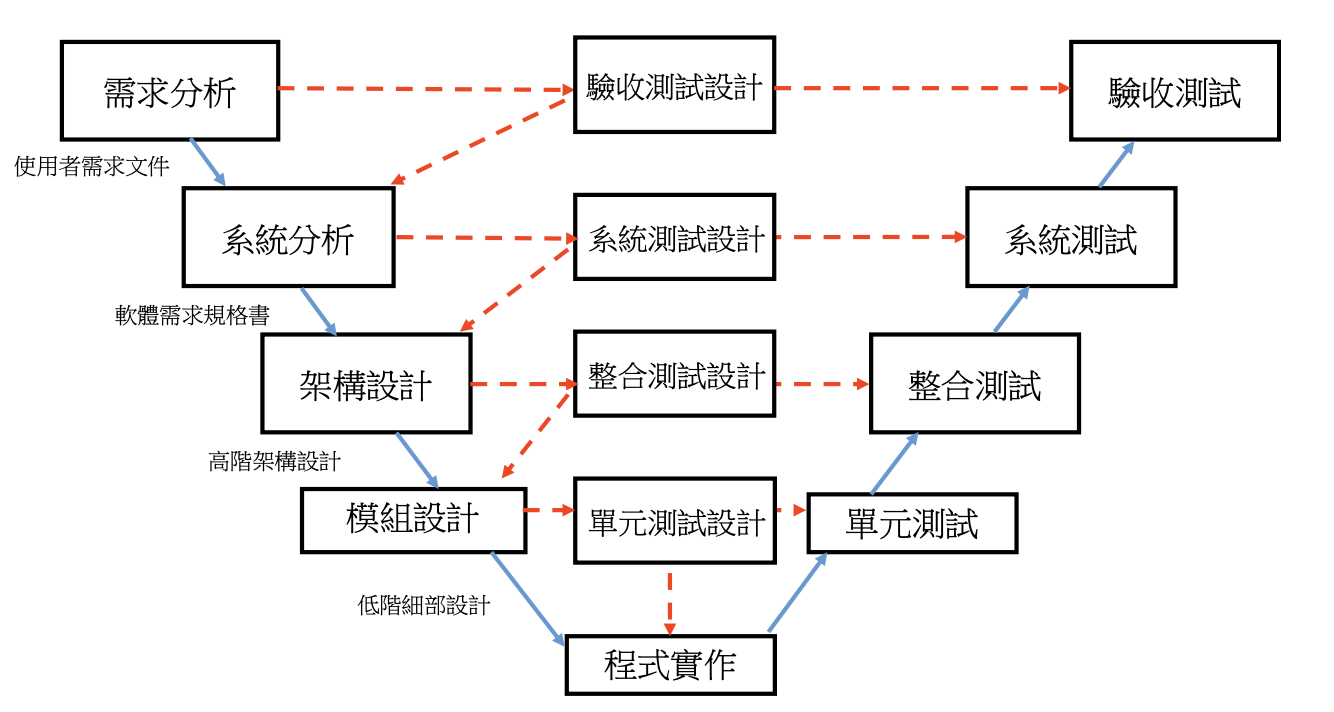 需求分析
驗收測試設計
驗收測試
使用者需求文件
系統分析
系統測試設計
系統測試
軟體需求規格書
架構設計
整合測試設計
整合測試
高階架構設計
模組設計
單元測試設計
單元測試
低階細部設計
程式實作